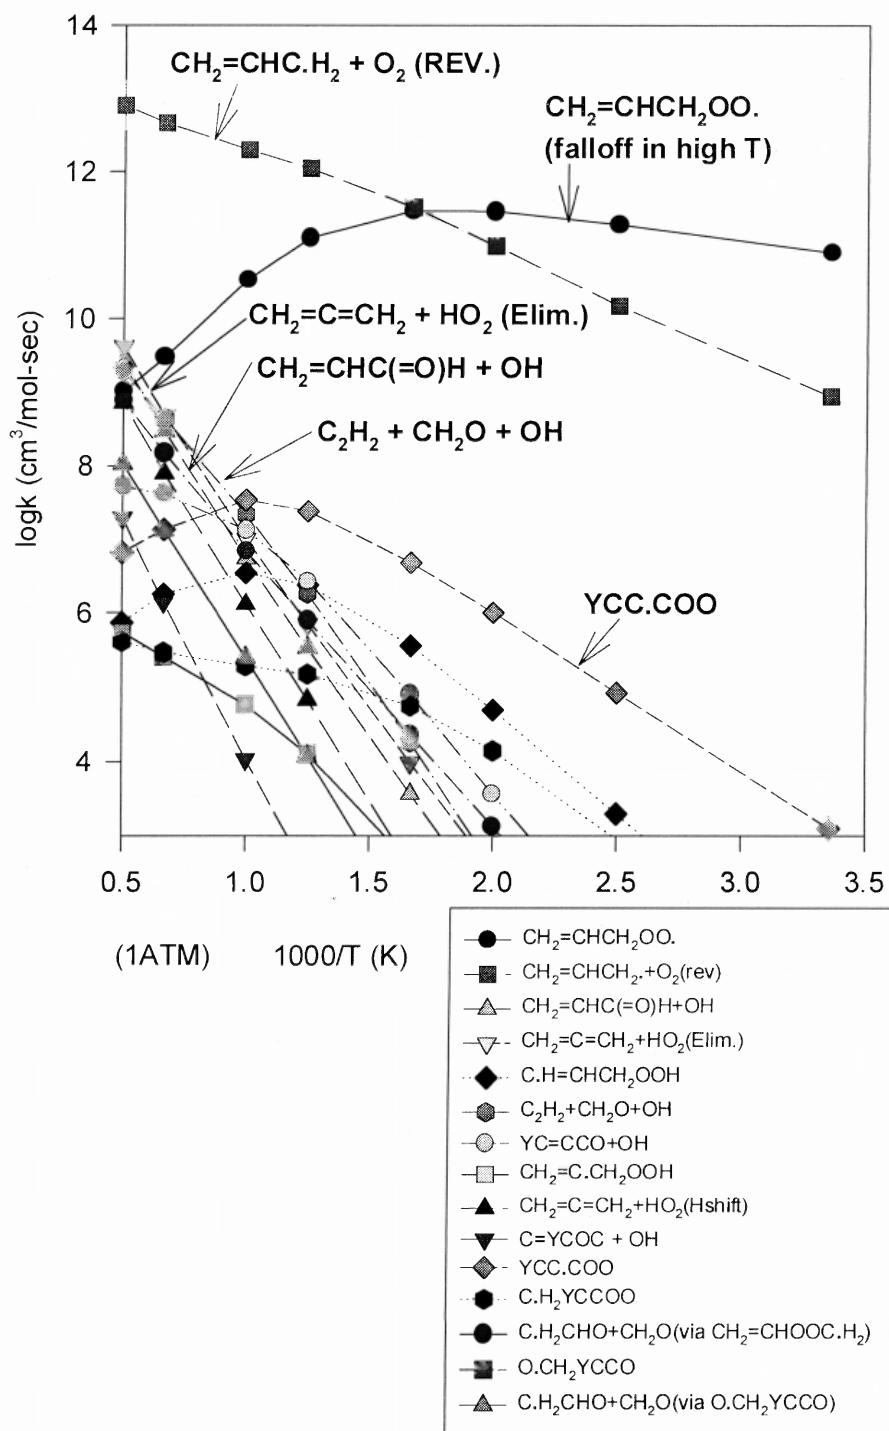 14
12
10
8
6
4
logk (cm³/mol-sec)
CH₂=CHC.H₂ + O₂ (REV.)
CH₂=CHCH₂OO.
(falloff in high T)
CH₂=C=CH₂ + HO₂ (Elim.)
CH₂=CHC(=O)H + OH
C₂H₂ + CH₂O + OH
YCC.COO
0.5 1.0 1.5 2.0 2.5 3.0 3.5
(1ATM) 1000/T (K)
CH₂=CHCH₂OO.
CH₂=CHCH₂.+O₂(rev)
CH₂=CHC(=O)H+OH
CH₂=C=CH₂+HO₂(Elim.)
C.H=CHCH₂OOH
C₂H₂+CH₂O+OH
YC=CCO+OH
CH₂=C.CH₂OOH
CH₂=C=CH₂+HO₂(Hshift)
C=YCOC + OH
YCC.COO
C.H₂YCCOO
C.H₂CHO+CH₂O(via CH₂=CHOOC.H₂)
O.CH₂YCCO
C.H₂CHO+CH₂O(via O.CH₂YCCO)